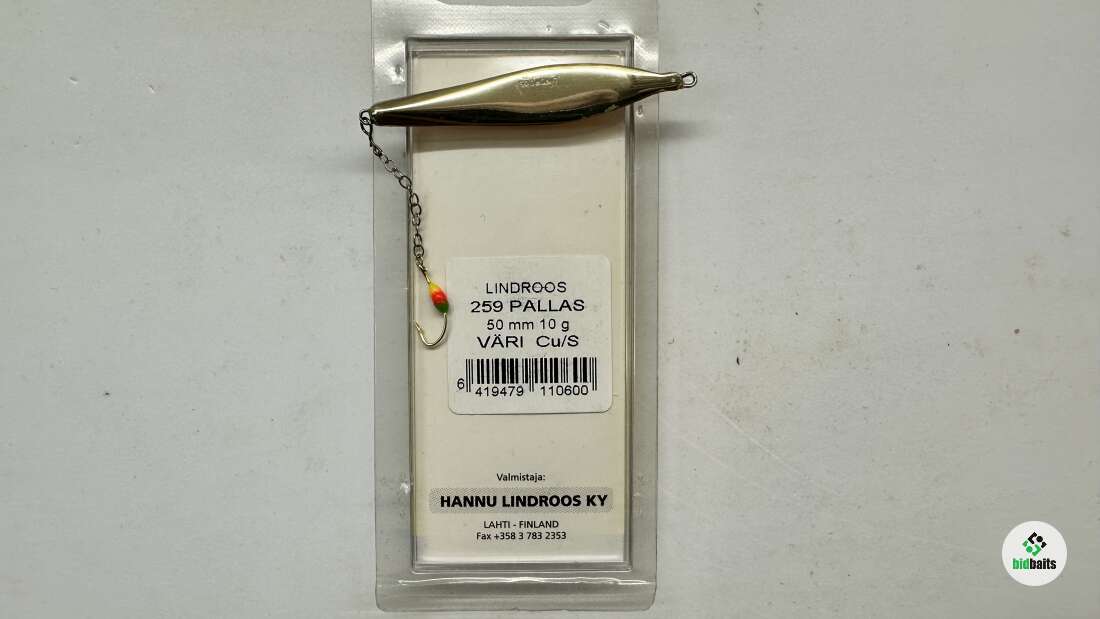 LINDROOS
259 PALLAS
50 mm 10 g
VÄRI Cu/S
6 419479 110600
Valmistaja:
HANNU LINDROOS KY
LAHTI - FINLAND
Fax +358 3 783 2353
bidbaits